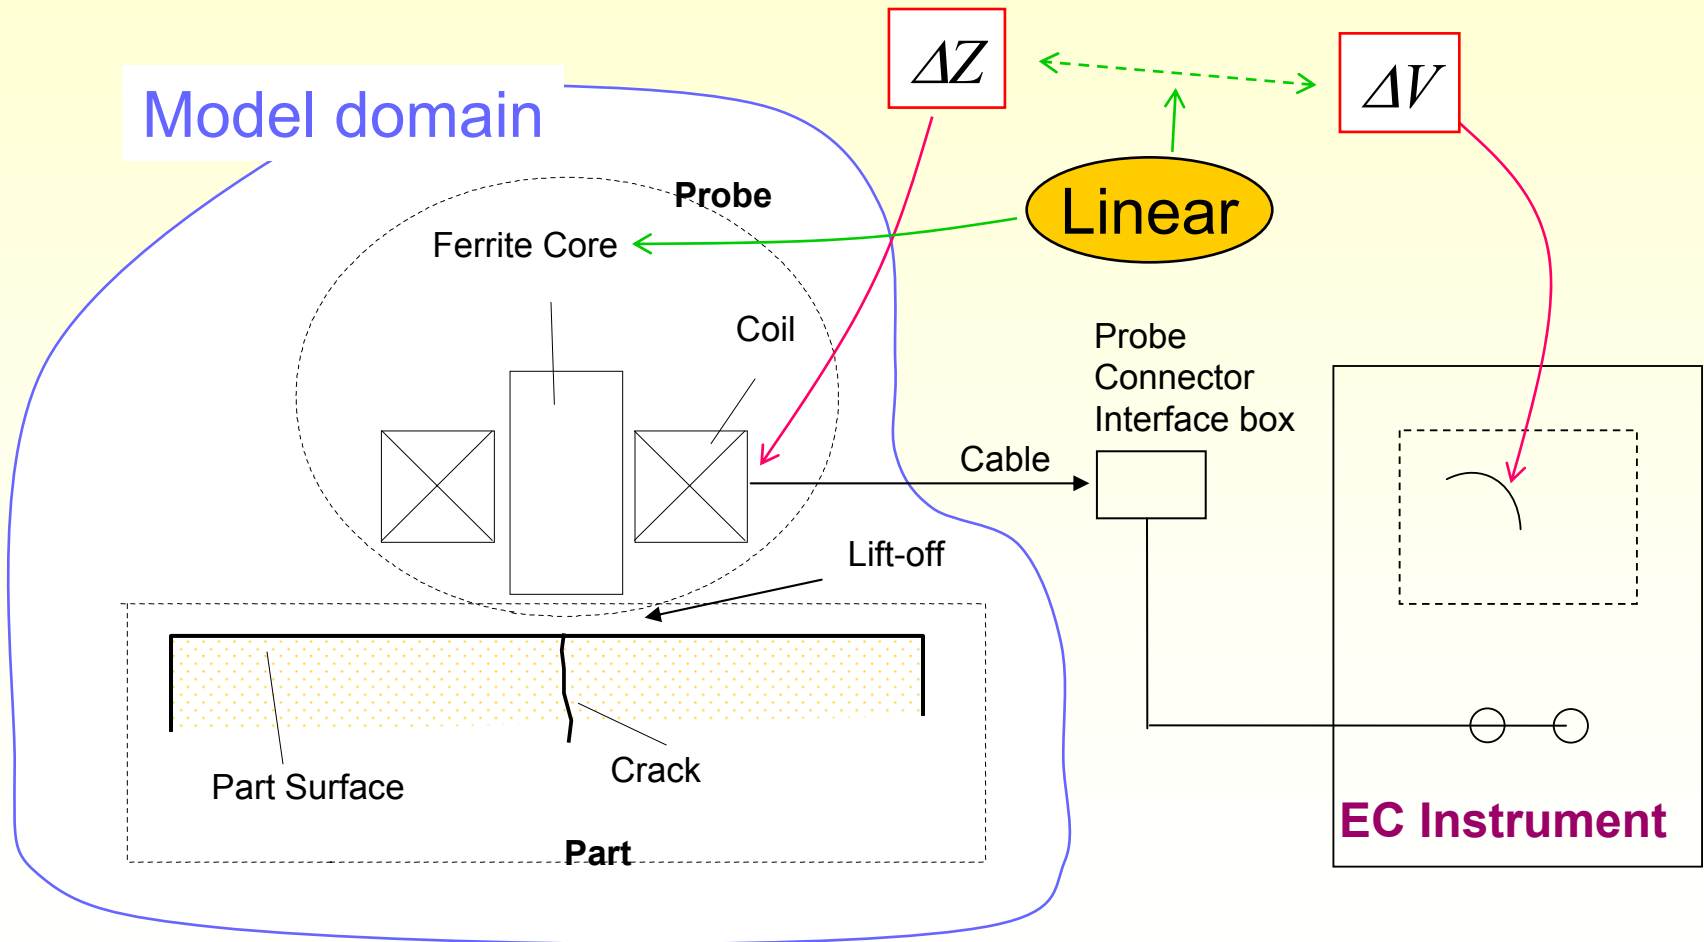 ΔZ
ΔV
Model domain
Probe
Linear
Ferrite Core
Coil
Probe
Connector
Interface box
Cable
Lift-off
Part Surface
Crack
EC Instrument
Part